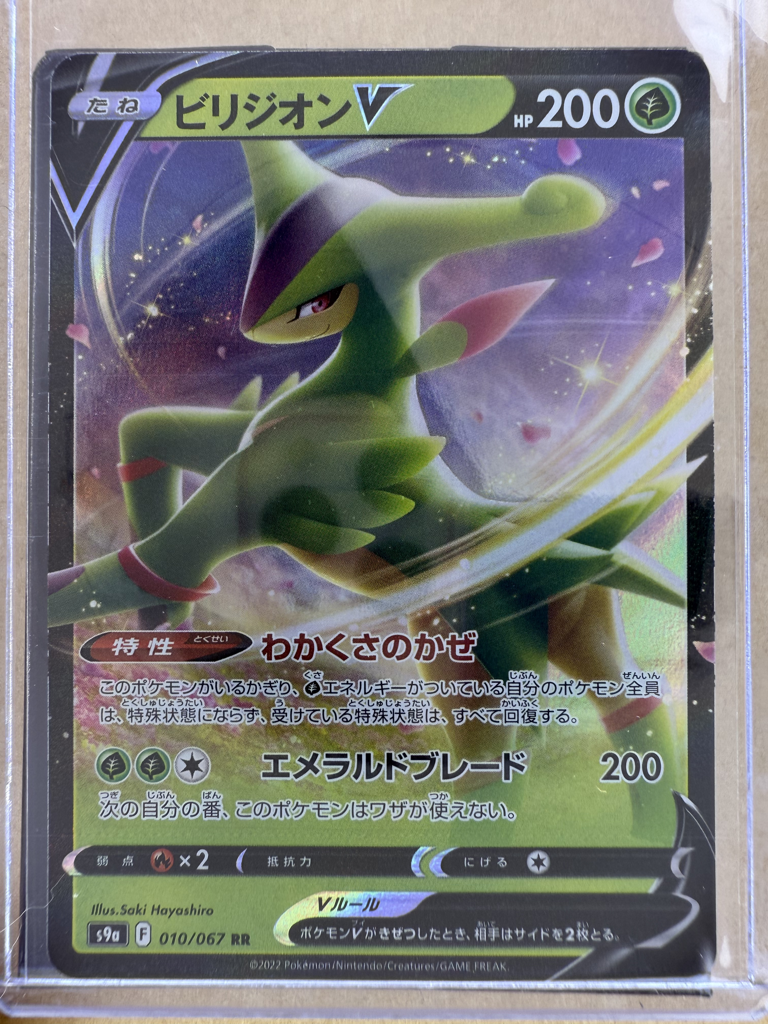 たね ビリジオンV HP 200
特性 とくせい わかくさのかぜ
このポケモンがいるかぎり、エネルギーがついている自分のポケモン全員
は、特殊状態にならず、受けている特殊状態は、すべて回復する。
エメラルドブレード 200
次の自分の番、このポケモンはワザが使えない。
弱点 ×2 抵抗力 にげる
Illus.Saki Hayashiro
Vルール
ポケモンVがきぜつしたとき、相手はサイドを2枚とる。
s9a F 010/067 RR
©2022 Pokémon/Nintendo/Creatures/GAME FREAK.